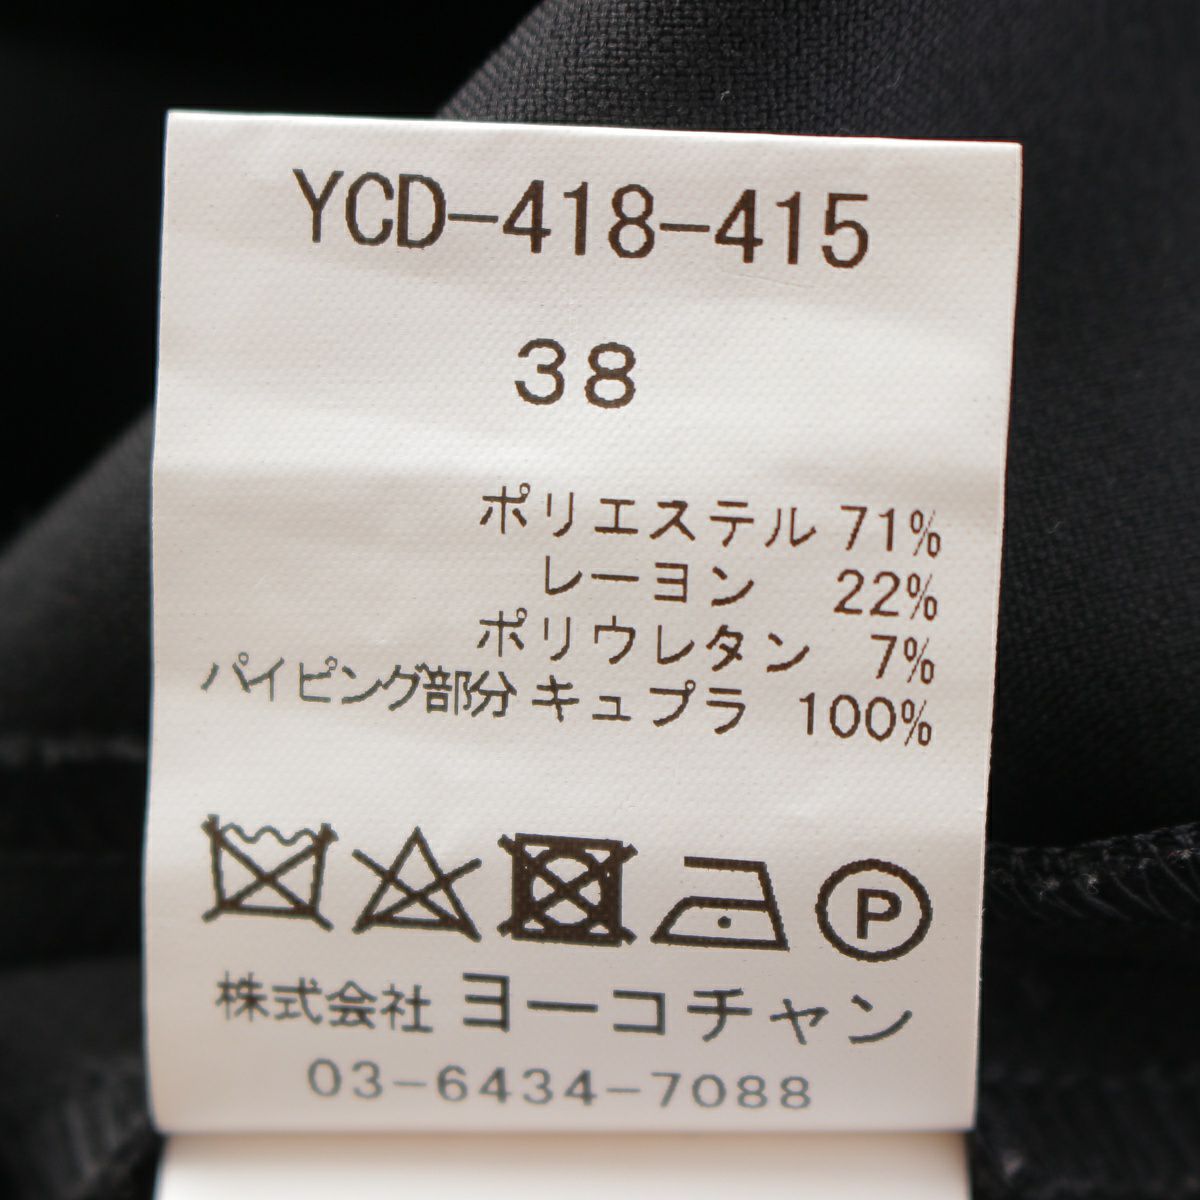 YCD-418-415
38
ポリエステル 71%
レーヨン 22%
ポリウレタン 7%
パイピング部分 キュプラ 100%
P
株式会社 ヨーコチャン
03-6434-7088